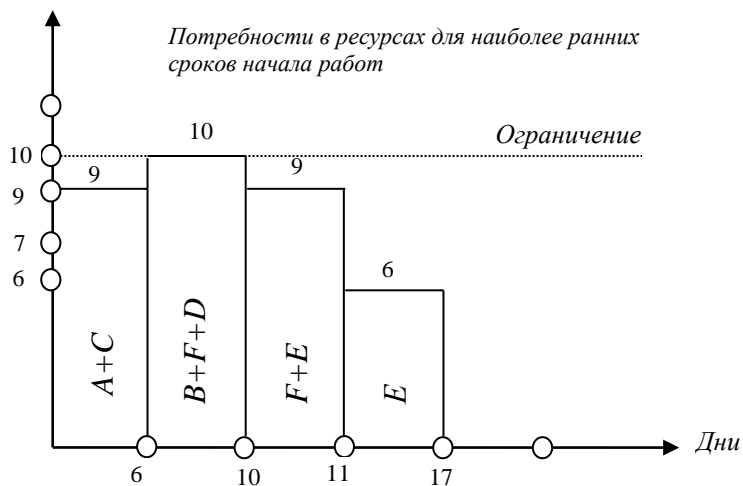 Потребности в ресурсах для наиболее ранних
сроков начала работ
10
Ограничение
10
9
9
9
7
6
6
A+C
B+F+D
F+E
E
Дни
6
10
11
17